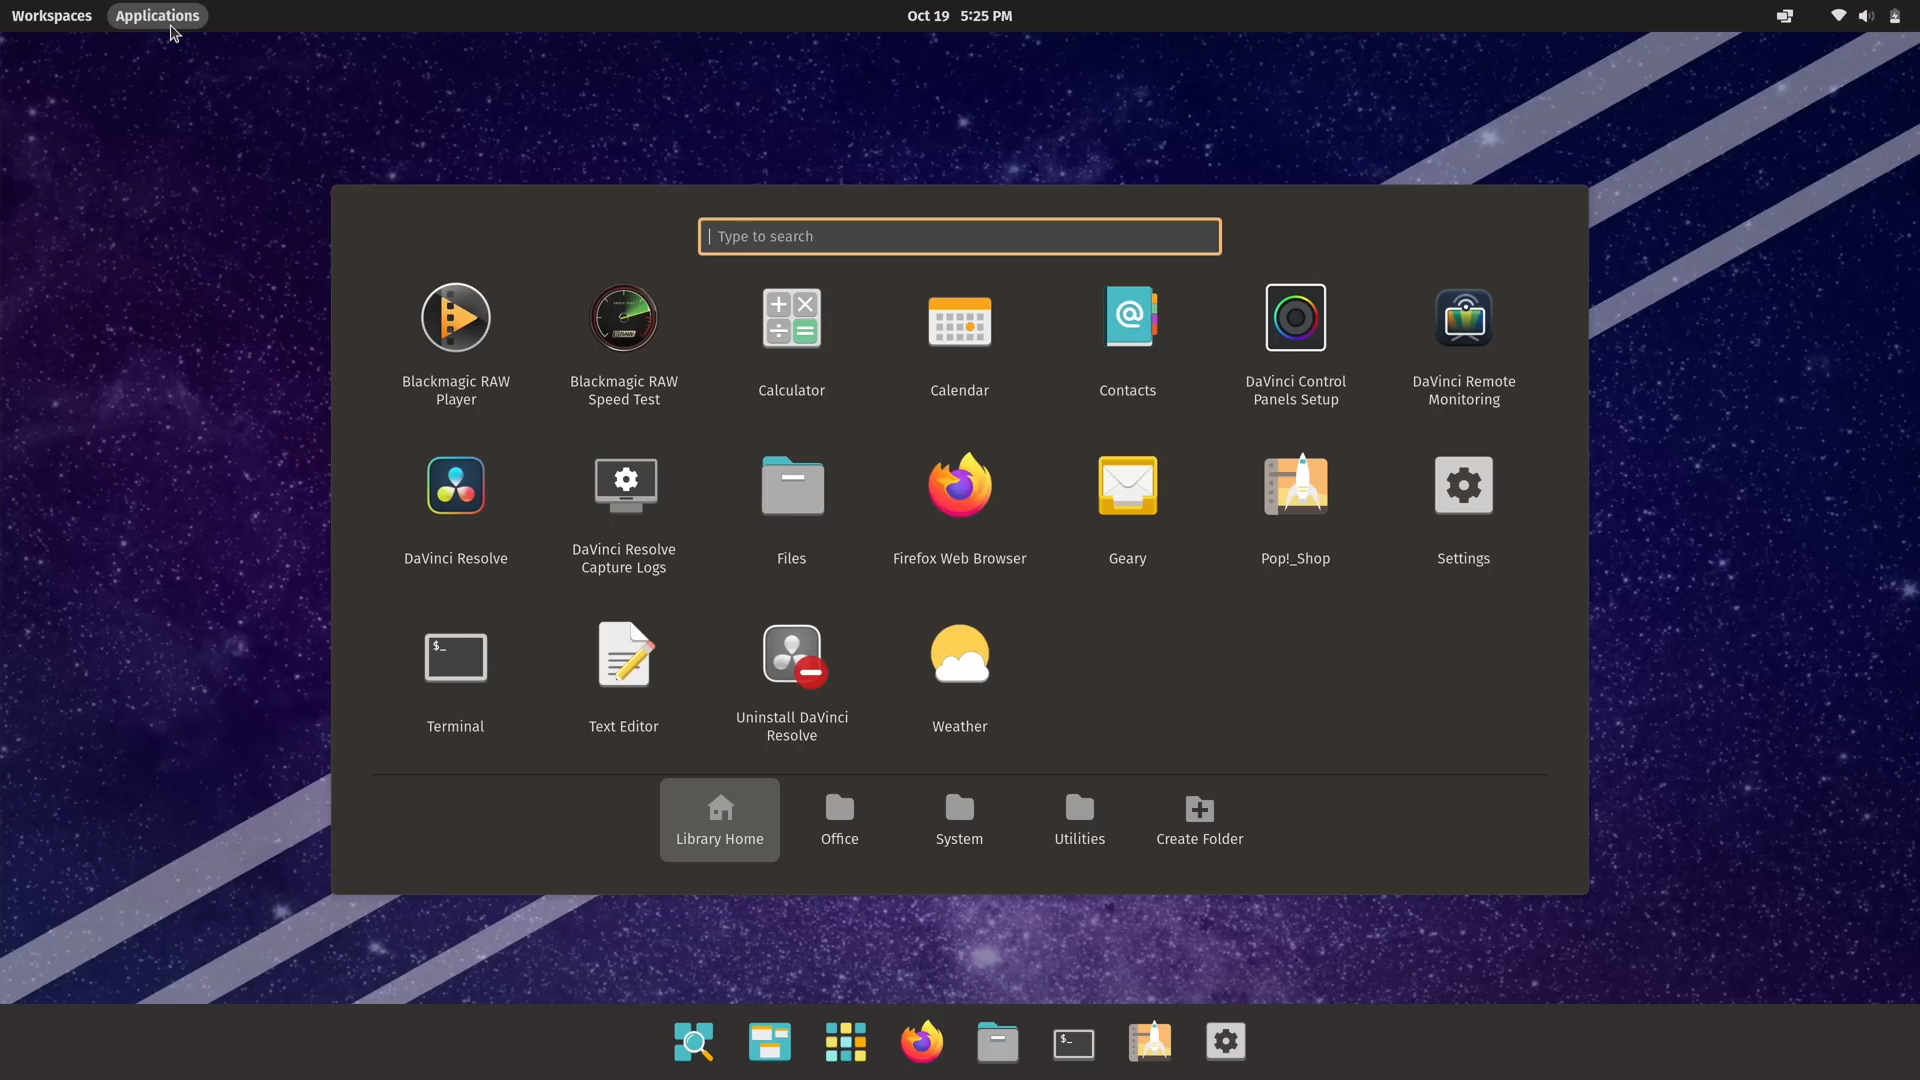 Workspaces Applications Oct 19 5:25 PM
Type to search
Blackmagic RAW
Player
Blackmagic RAW
Speed Test
Calculator
Calendar
Contacts
DaVinci Control
Panels Setup
DaVinci Remote
Monitoring
DaVinci Resolve
DaVinci Resolve
Capture Logs
Files
Firefox Web Browser
Geary
Pop!_Shop
Settings
$_
Terminal
Text Editor
Uninstall DaVinci
Resolve
Weather
Library Home
Office
System
Utilities
Create Folder
$_